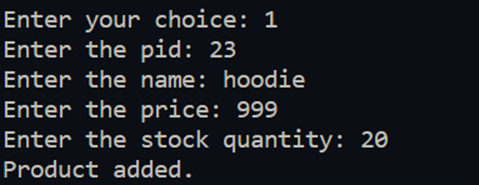 Enter your choice: 1
Enter the pid: 23
Enter the name: hoodie
Enter the price: 999
Enter the stock quantity: 20
Product added.